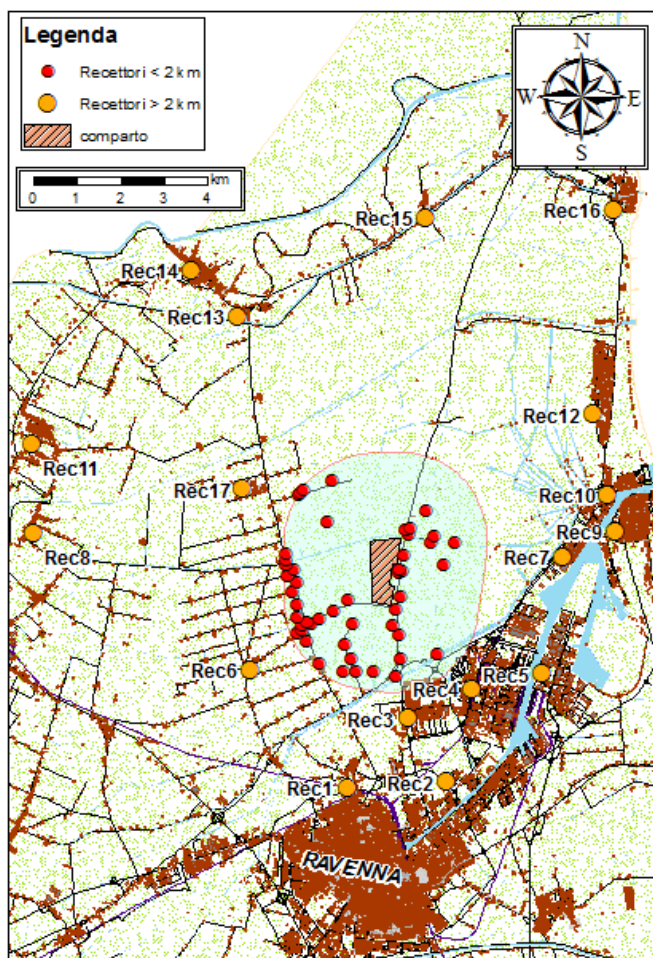 Legenda
Recettori < 2 km
Recettori > 2 km
comparto
N
W E
S
km
0 1 2 3 4
Rec15
Rec16
Rec14
Rec13
Rec12
Rec11
Rec17
Rec10
Rec9
Rec8
Rec7
Rec6
Rec5
Rec4
Rec3
Rec2
Rec1
RAVENNA